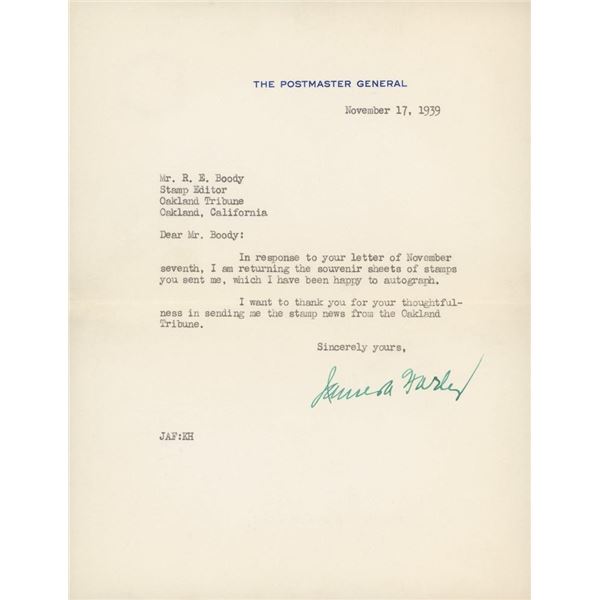 THE POSTMASTER GENERAL
November 17, 1939
Mr. R. E. Boody
Stamp Editor
Oakland Tribune
Oakland, California
Dear Mr. Boody:
In response to your letter of November
seventh, I am returning the souvenir sheets of stamps
you sent me, which I have been happy to autograph.
I want to thank you for your thoughtful-
ness in sending me the stamp news from the Oakland
Tribune.
Sincerely yours,
James A Farley
JAF:KH